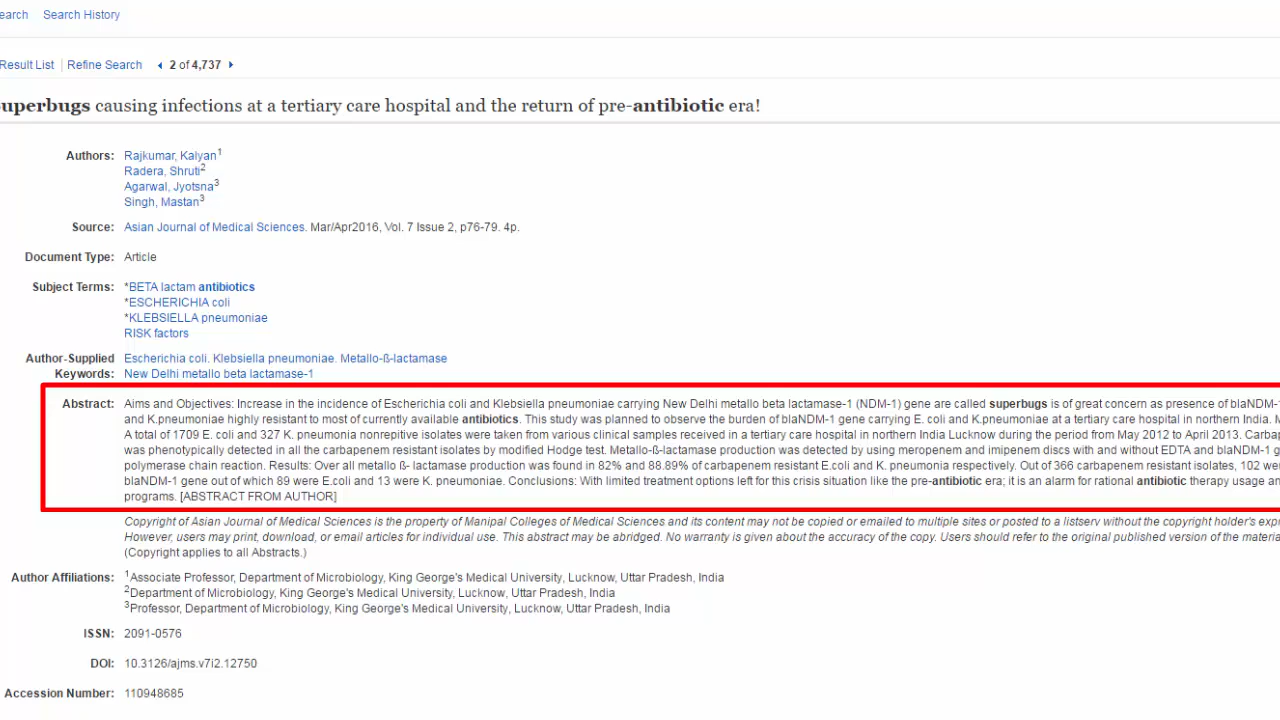 Search History
Result List | Refine Search 2 of 4,737
causing infections at a tertiary care hospital and the return of pre-antibiotic era!
Authors: Rajkumar, Kalyan1
Radera, Shruti2
Agarwal, Jyotsna3
Singh, Mastan3
Source: Asian Journal of Medical Sciences. Mar/Apr2016, Vol. 7 Issue 2, p76-79. 4p.
Document Type: Article
Subject Terms: *BETA lactam antibiotics
*ESCHERICHIA coli
*KLEBSIELLA pneumoniae
RISK factors
Author-Supplied Escherichia coli. Klebsiella pneumoniae. Metallo-ß-lactamase
Keywords: New Delhi metallo beta lactamase-1
Abstract: Aims and Objectives: Increase in the incidence of Escherichia coli and Klebsiella pneumoniae carrying New Delhi metallo beta lactamase-1 (NDM-1) gene are called superbugs is of great concern as presence of blaNDM-1
and K.pneumoniae highly resistant to most of currently available antibiotics. This study was planned to observe the burden of blaNDM-1 gene carrying E. coli and K.pneumoniae at a tertiary care hospital in northern India.
A total of 1709 E. coli and 327 K. pneumonia nonrepitive isolates were taken from various clinical samples received in a tertiary care hospital in northern India Lucknow during the period from May 2012 to April 2013.
was phenotypically detected in all the carbapenem resistant isolates by modified Hodge test. Metallo-ß-lactamase production was detected by using meropenem and imipenem discs with and without EDTA and blaNDM-1
polymerase chain reaction. Results: Over all metallo ß- lactamase production was found in 82% and 88.89% of carbapenem resistant E.coli and K. pneumonia respectively. Out of 366 carbapenem resistant isolates, 102
blaNDM-1 gene out of which 89 were E.coli and 13 were K. pneumoniae. Conclusions: With limited treatment options left for this crisis situation like the pre-antibiotic era; it is an alarm for rational antibiotic therapy usage
programs. [ABSTRACT FROM AUTHOR]
Copyright of Asian Journal of Medical Sciences is the property of Manipal Colleges of Medical Sciences and its content may not be copied or emailed to multiple sites or posted to a listserv without the copyright holder's
However, users may print, download, or email articles for individual use. This abstract may be abridged. No warranty is given about the accuracy of the copy. Users should refer to the original published version of the
(Copyright applies to all Abstracts.)
Author Affiliations: 1Associate Professor, Department of Microbiology, King George's Medical University, Lucknow, Uttar Pradesh, India
2Department of Microbiology, King George's Medical University, Lucknow, Uttar Pradesh, India
3Professor, Department of Microbiology, King George's Medical University, Lucknow, Uttar Pradesh, India
ISSN: 2091-0576
DOI: 10.3126/ajms.v7i2.12750
Accession Number: 110948685